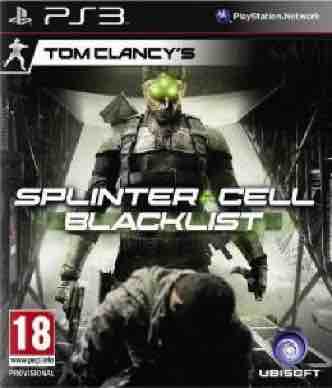 PS3
PlayStation Network
TOM CLANCY'S
SPLINTER CELL
BLACKLIST
18
www.pegi.info
PROVISIONAL
UBISOFT